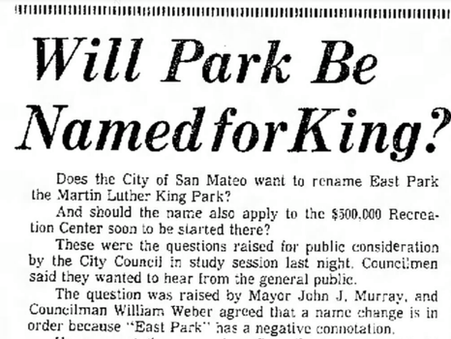 Will Park Be
Named for King?
Does the City of San Mateo want to rename East Park
the Martin Luther King Park?
And should the name also apply to the $500,000 Recrea-
tion Center soon to be started there?
These were the questions raised for public consideration
by the City Council in study session last night. Councilmen
said they wanted to hear from the general public.
The question was raised by Mayor John J. Murray, and
Councilman William Weber agreed that a name change is in
order because "East Park" has a negative connotation.